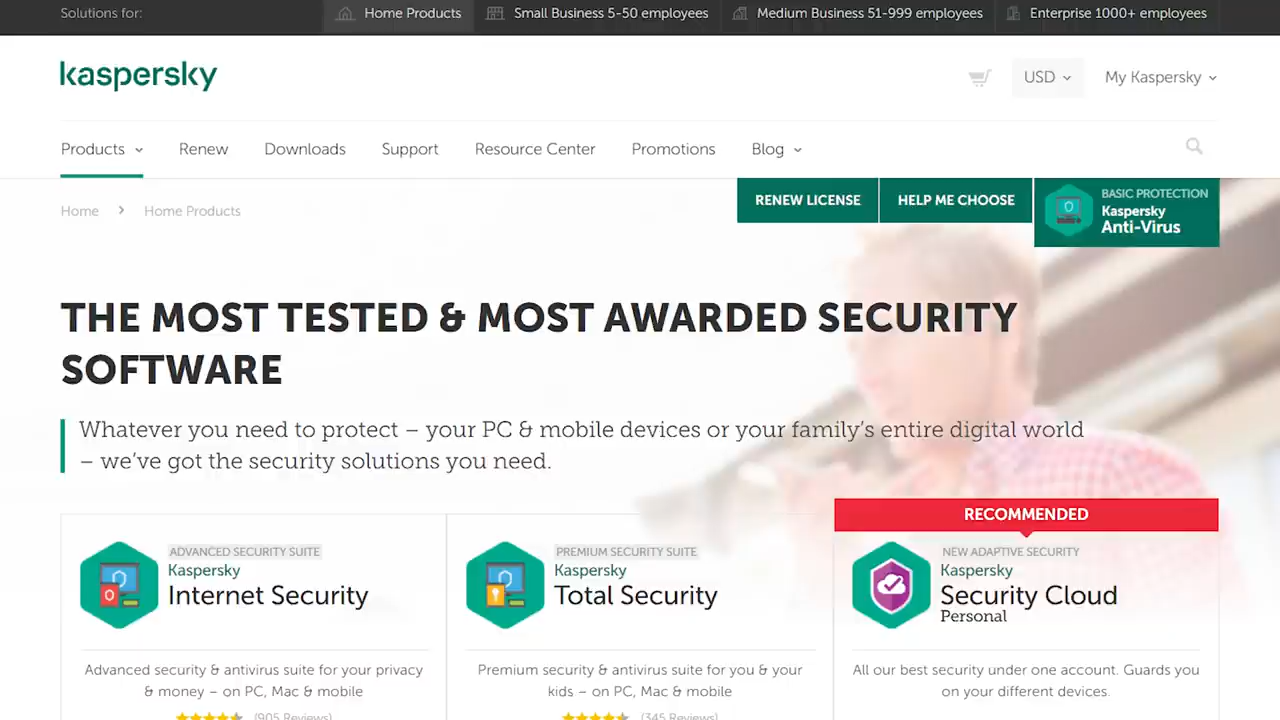 Solutions for: Home Products Small Business 5-50 employees Medium Business 51-999 employees Enterprise 1000+ employees
kaspersky USD My Kaspersky
Products Renew Downloads Support Resource Center Promotions Blog
Home > Home Products
RENEW LICENSE HELP ME CHOOSE
BASIC PROTECTION
Kaspersky
Anti-Virus
THE MOST TESTED & MOST AWARDED SECURITY
SOFTWARE
Whatever you need to protect – your PC & mobile devices or your family's entire digital world
– we've got the security solutions you need.
ADVANCED SECURITY SUITE
Kaspersky
Internet Security
Advanced security & antivirus suite for your privacy
& money – on PC, Mac & mobile
(905 Reviews)
PREMIUM SECURITY SUITE
Kaspersky
Total Security
Premium security & antivirus suite for you & your
kids – on PC, Mac & mobile
(345 Reviews)
RECOMMENDED
NEW ADAPTIVE SECURITY
Kaspersky
Security Cloud
Personal
All our best security under one account. Guards you
on your different devices.